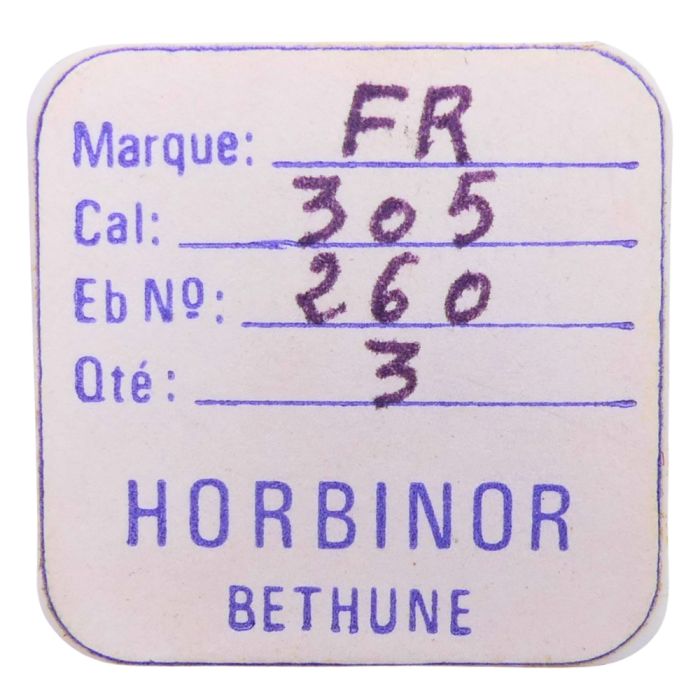 Marque: FR
Cal: 305
Eb Nº: 260
Qté: 3
HORBINOR
BETHUNE